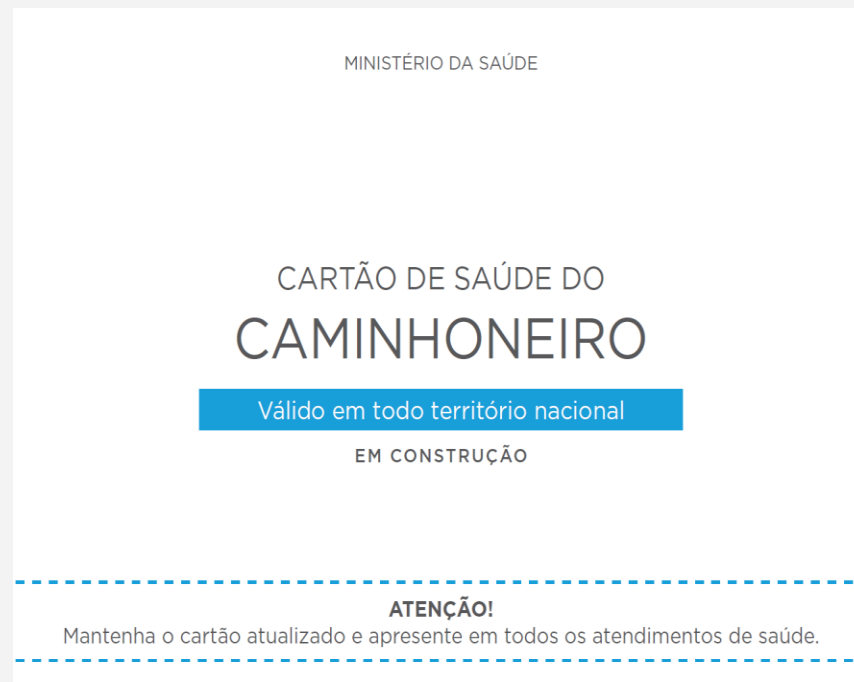 MINISTÉRIO DA SAÚDE
CARTÃO DE SAÚDE DO
CAMINHONEIRO
Válido em todo território nacional
EM CONSTRUÇÃO
ATENÇÃO!
Mantenha o cartão atualizado e apresente em todos os atendimentos de saúde.